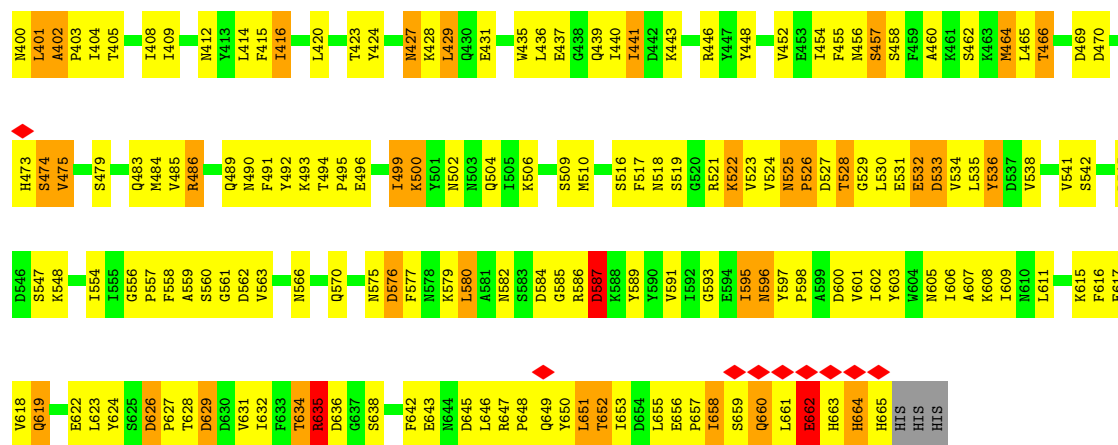 N400 L401 A402 P403 I404 T405 I408 I409 N412 Y413 L414 F415 I416 L420 T423 Y424 N427 K428 L429 Q430 E431 W435 L436 E437 G438 Q439 I440 I441 D442 K443 R446 Y447 Y448 V452 E453 I454 F455 N456 S457 S458 F459 A460 K461 S462 K463 M464 L465 T466 D469 D470
H473 S474 V475 S479 Q483 M484 V485 R486 Q489 N490 F491 Y492 K493 T494 P495 E496 I499 K500 Y501 N502 N503 Q504 I505 K506 S509 M510 S516 F517 N518 S519 G520 R521 K522 V523 V524 N525 P526 D527 T528 G529 L530 E531 E532 D533 V534 L535 Y536 D537 V538 V541 S542
D546 S547 K548 I554 I555 G556 P557 F558 A559 S560 G561 D562 V563 N566 Q570 N575 D576 F577 N578 K579 L580 A581 N582 S583 D584 G585 R586 D587 K588 Y589 Y590 V591 I592 G593 E594 I595 N596 Y597 P598 A599 D600 V601 I602 Y603 W604 N605 I606 A607 K608 I609 N610 L611 K615 F616
V618 Q619 E622 L623 Y624 S625 D626 P627 T628 D629 D630 V631 I632 F633 T634 R635 D636 G637 S638 F642 E643 N644 D645 L646 R647 P648 Q649 Y650 L651 T652 I653 D654 L655 E656 P657 I658 S659 Q660 L661 E662 H663 H664 H665 HIS HIS HIS